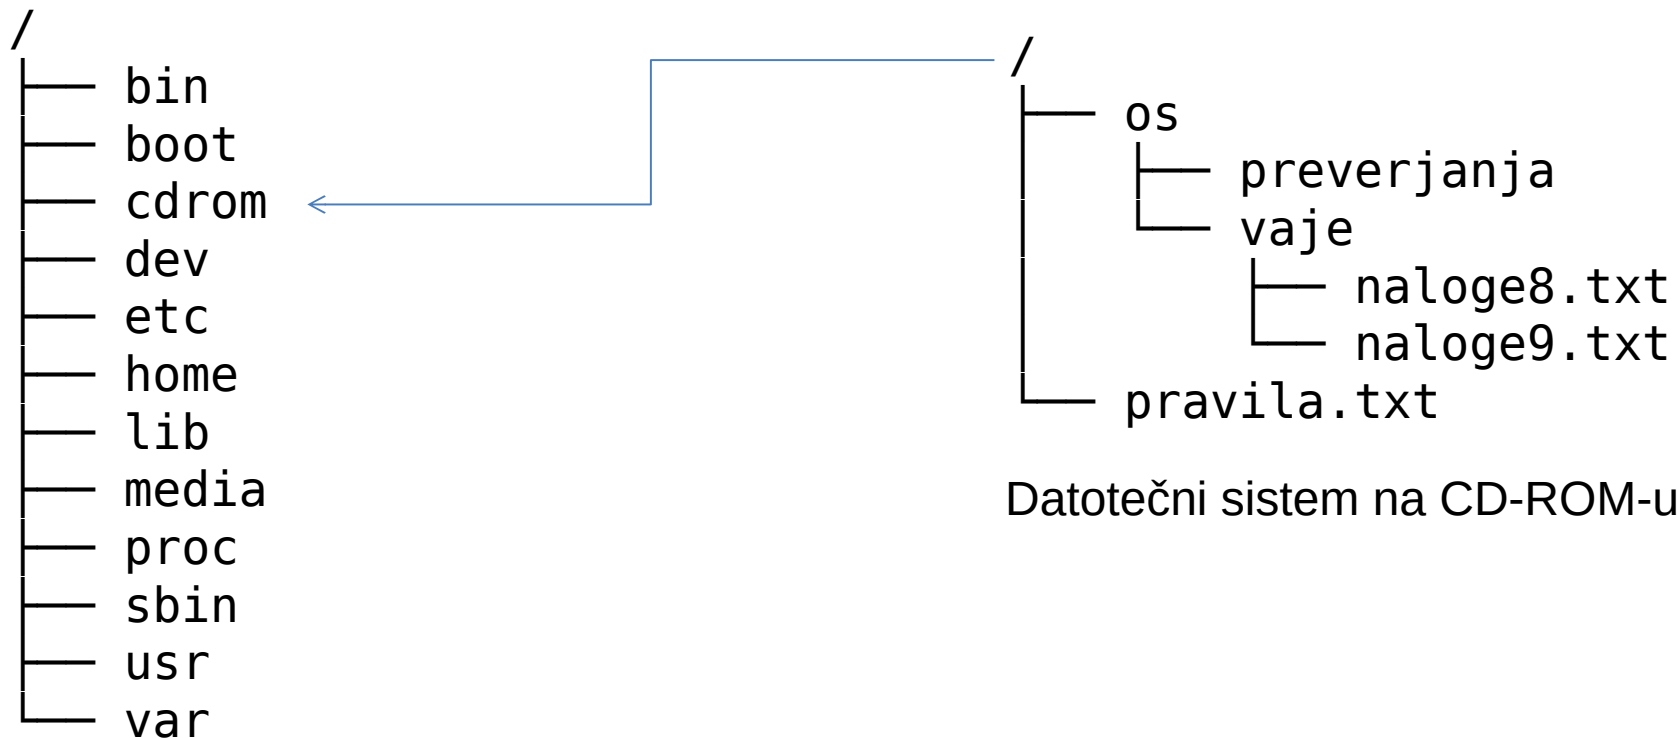 /
bin
boot
cdrom
dev
etc
home
lib
media
proc
sbin
usr
var
/
os
preverjanja
vaje
naloge8.txt
naloge9.txt
pravila.txt
Datotečni sistem na CD-ROM-u